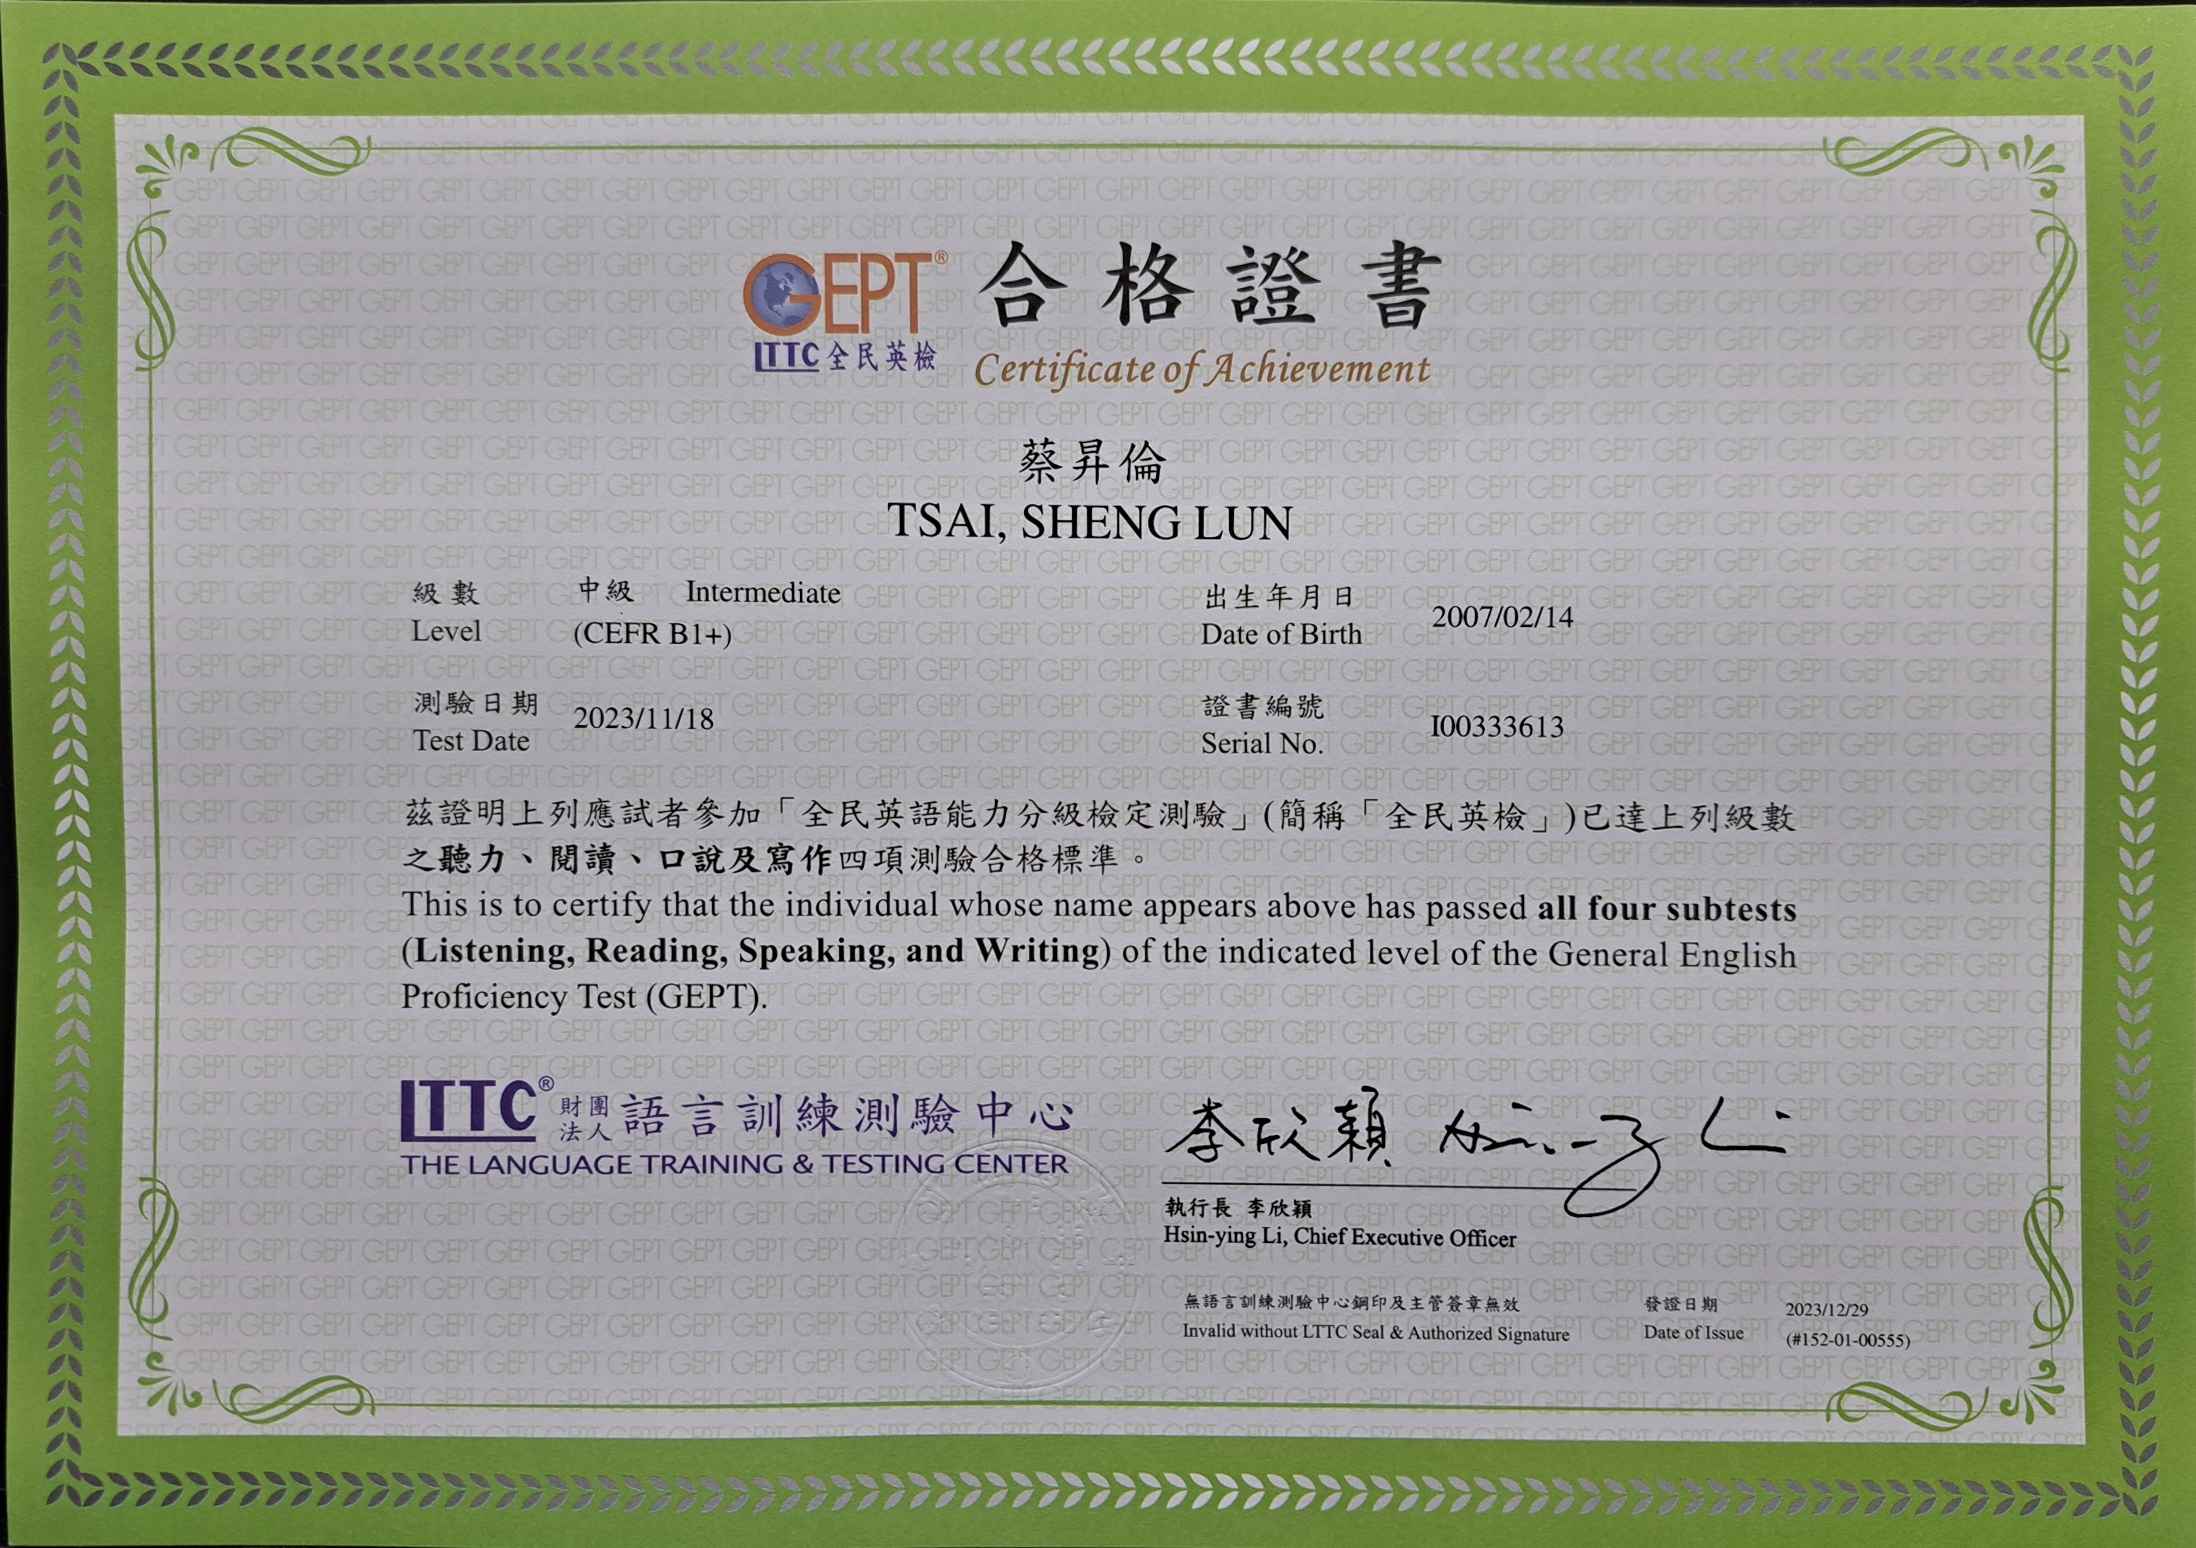 GEPT® 合格證書
LTTC 全民英檢
Certificate of Achievement
蔡昇倫
TSAI, SHENG LUN
級數 中級 Intermediate
Level (CEFR B1+)
出生年月日 2007/02/14
Date of Birth
測驗日期 2023/11/18
Test Date
證書編號 I00333613
Serial No.
茲證明上列應試者參加「全民英語能力分級檢定測驗」(簡稱「全民英檢」)已達上列級數
之聽力、閱讀、口說及寫作四項測驗合格標準。
This is to certify that the individual whose name appears above has passed all four subtests
(Listening, Reading, Speaking, and Writing) of the indicated level of the General English
Proficiency Test (GEPT).
LTTC® 財團法人 語言訓練測驗中心
THE LANGUAGE TRAINING & TESTING CENTER
李欣穎
執行長 李欣穎
Hsin-ying Li, Chief Executive Officer
無語言訓練測驗中心鋼印及主管簽章無效
Invalid without LTTC Seal & Authorized Signature
發證日期 2023/12/29
Date of Issue (#152-01-00555)